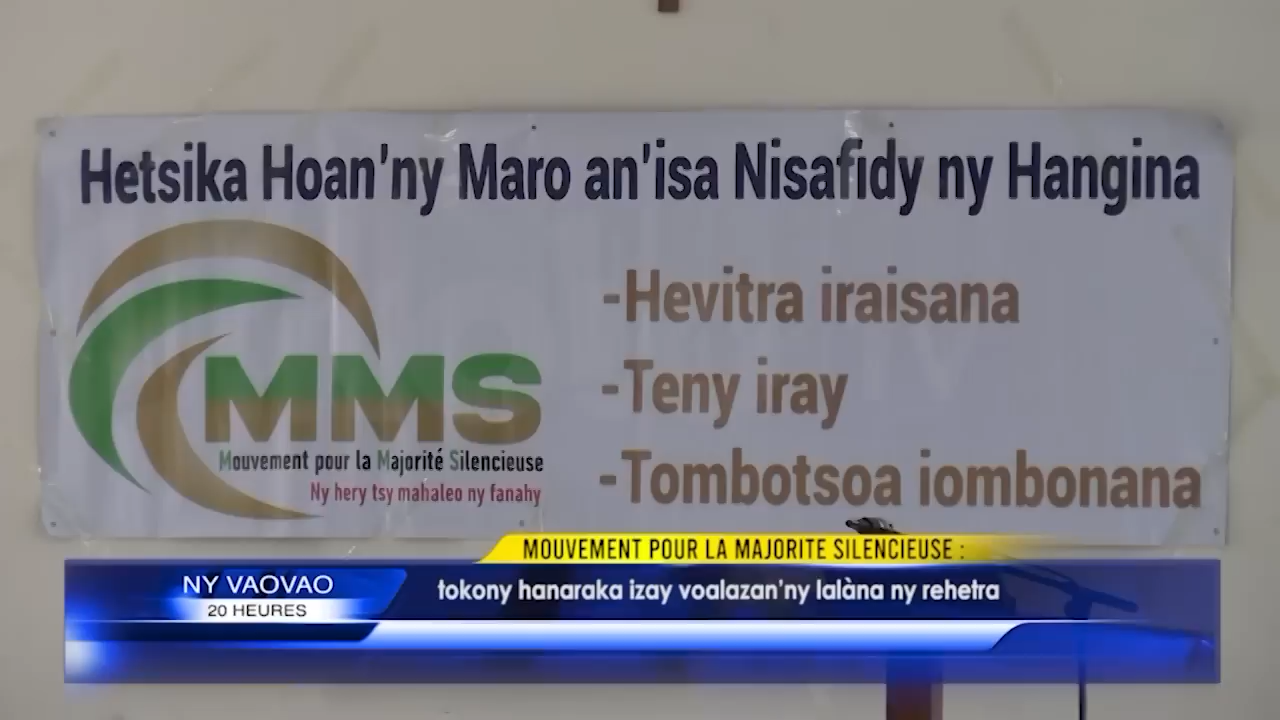 Hetsika Hoan'ny Maro an'isa Nisafidy ny Hangina
-Hevitra iraisana
-Teny iray
-Tombotsoa iombonana
MMS
Mouvement pour la Majorité Silencieuse
Ny hery tsy mahaleo ny fanahy
MOUVEMENT POUR LA MAJORITE SILENCIEUSE :
NY VAOVAO
20 HEURES
tokony hanaraka izay voalazan'ny lalàna ny rehetra